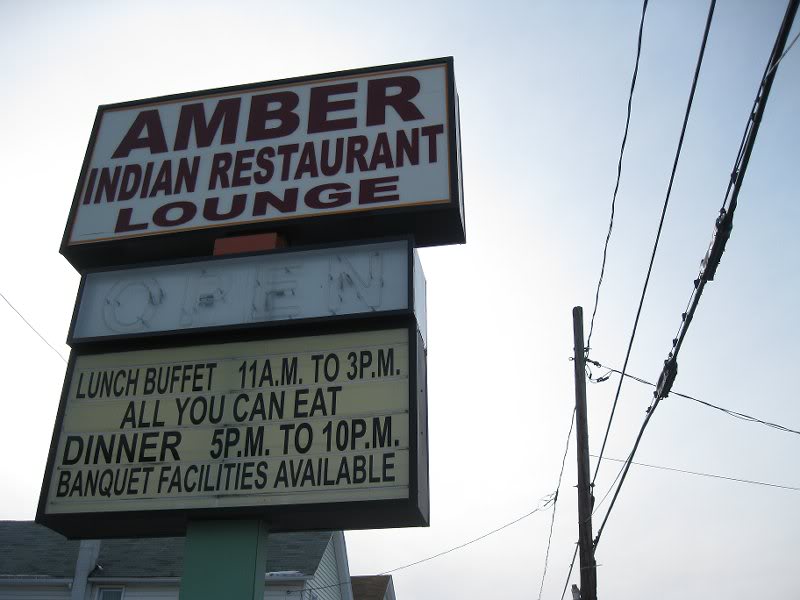 AMBER
INDIAN RESTAURANT
LOUNGE
OPEN
LUNCH BUFFET 11A.M. TO 3P.M.
ALL YOU CAN EAT
DINNER 5P.M. TO 10P.M.
BANQUET FACILITIES AVAILABLE